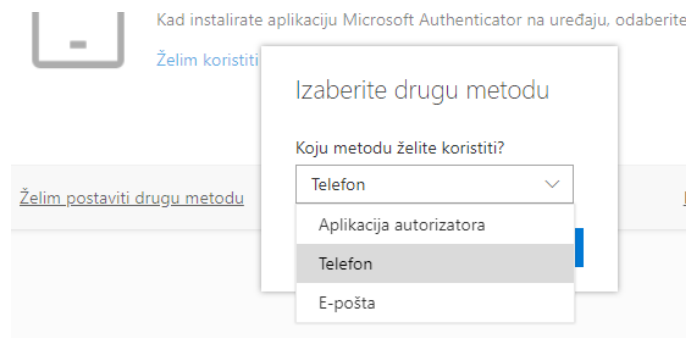 Kad instalirate aplikaciju Microsoft Authenticator na uređaju, odaberite
Želim koristiti
Izaberite drugu metodu
Koju metodu želite koristiti?
Telefon
Želim postaviti drugu metodu
Aplikacija autorizatora
Telefon
E-pošta